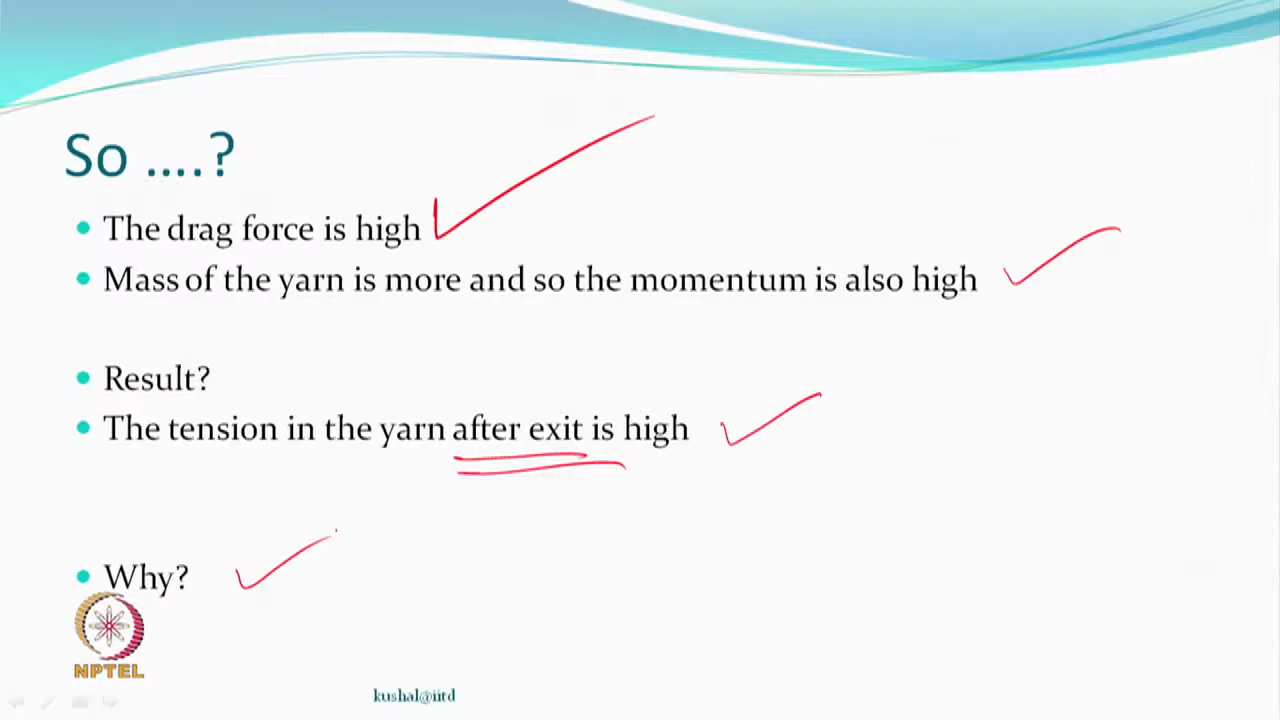 So ....?
The drag force is high
Mass of the yarn is more and so the momentum is also high
Result?
The tension in the yarn after exit is high
Why?
NPTEL
kushal@iitd